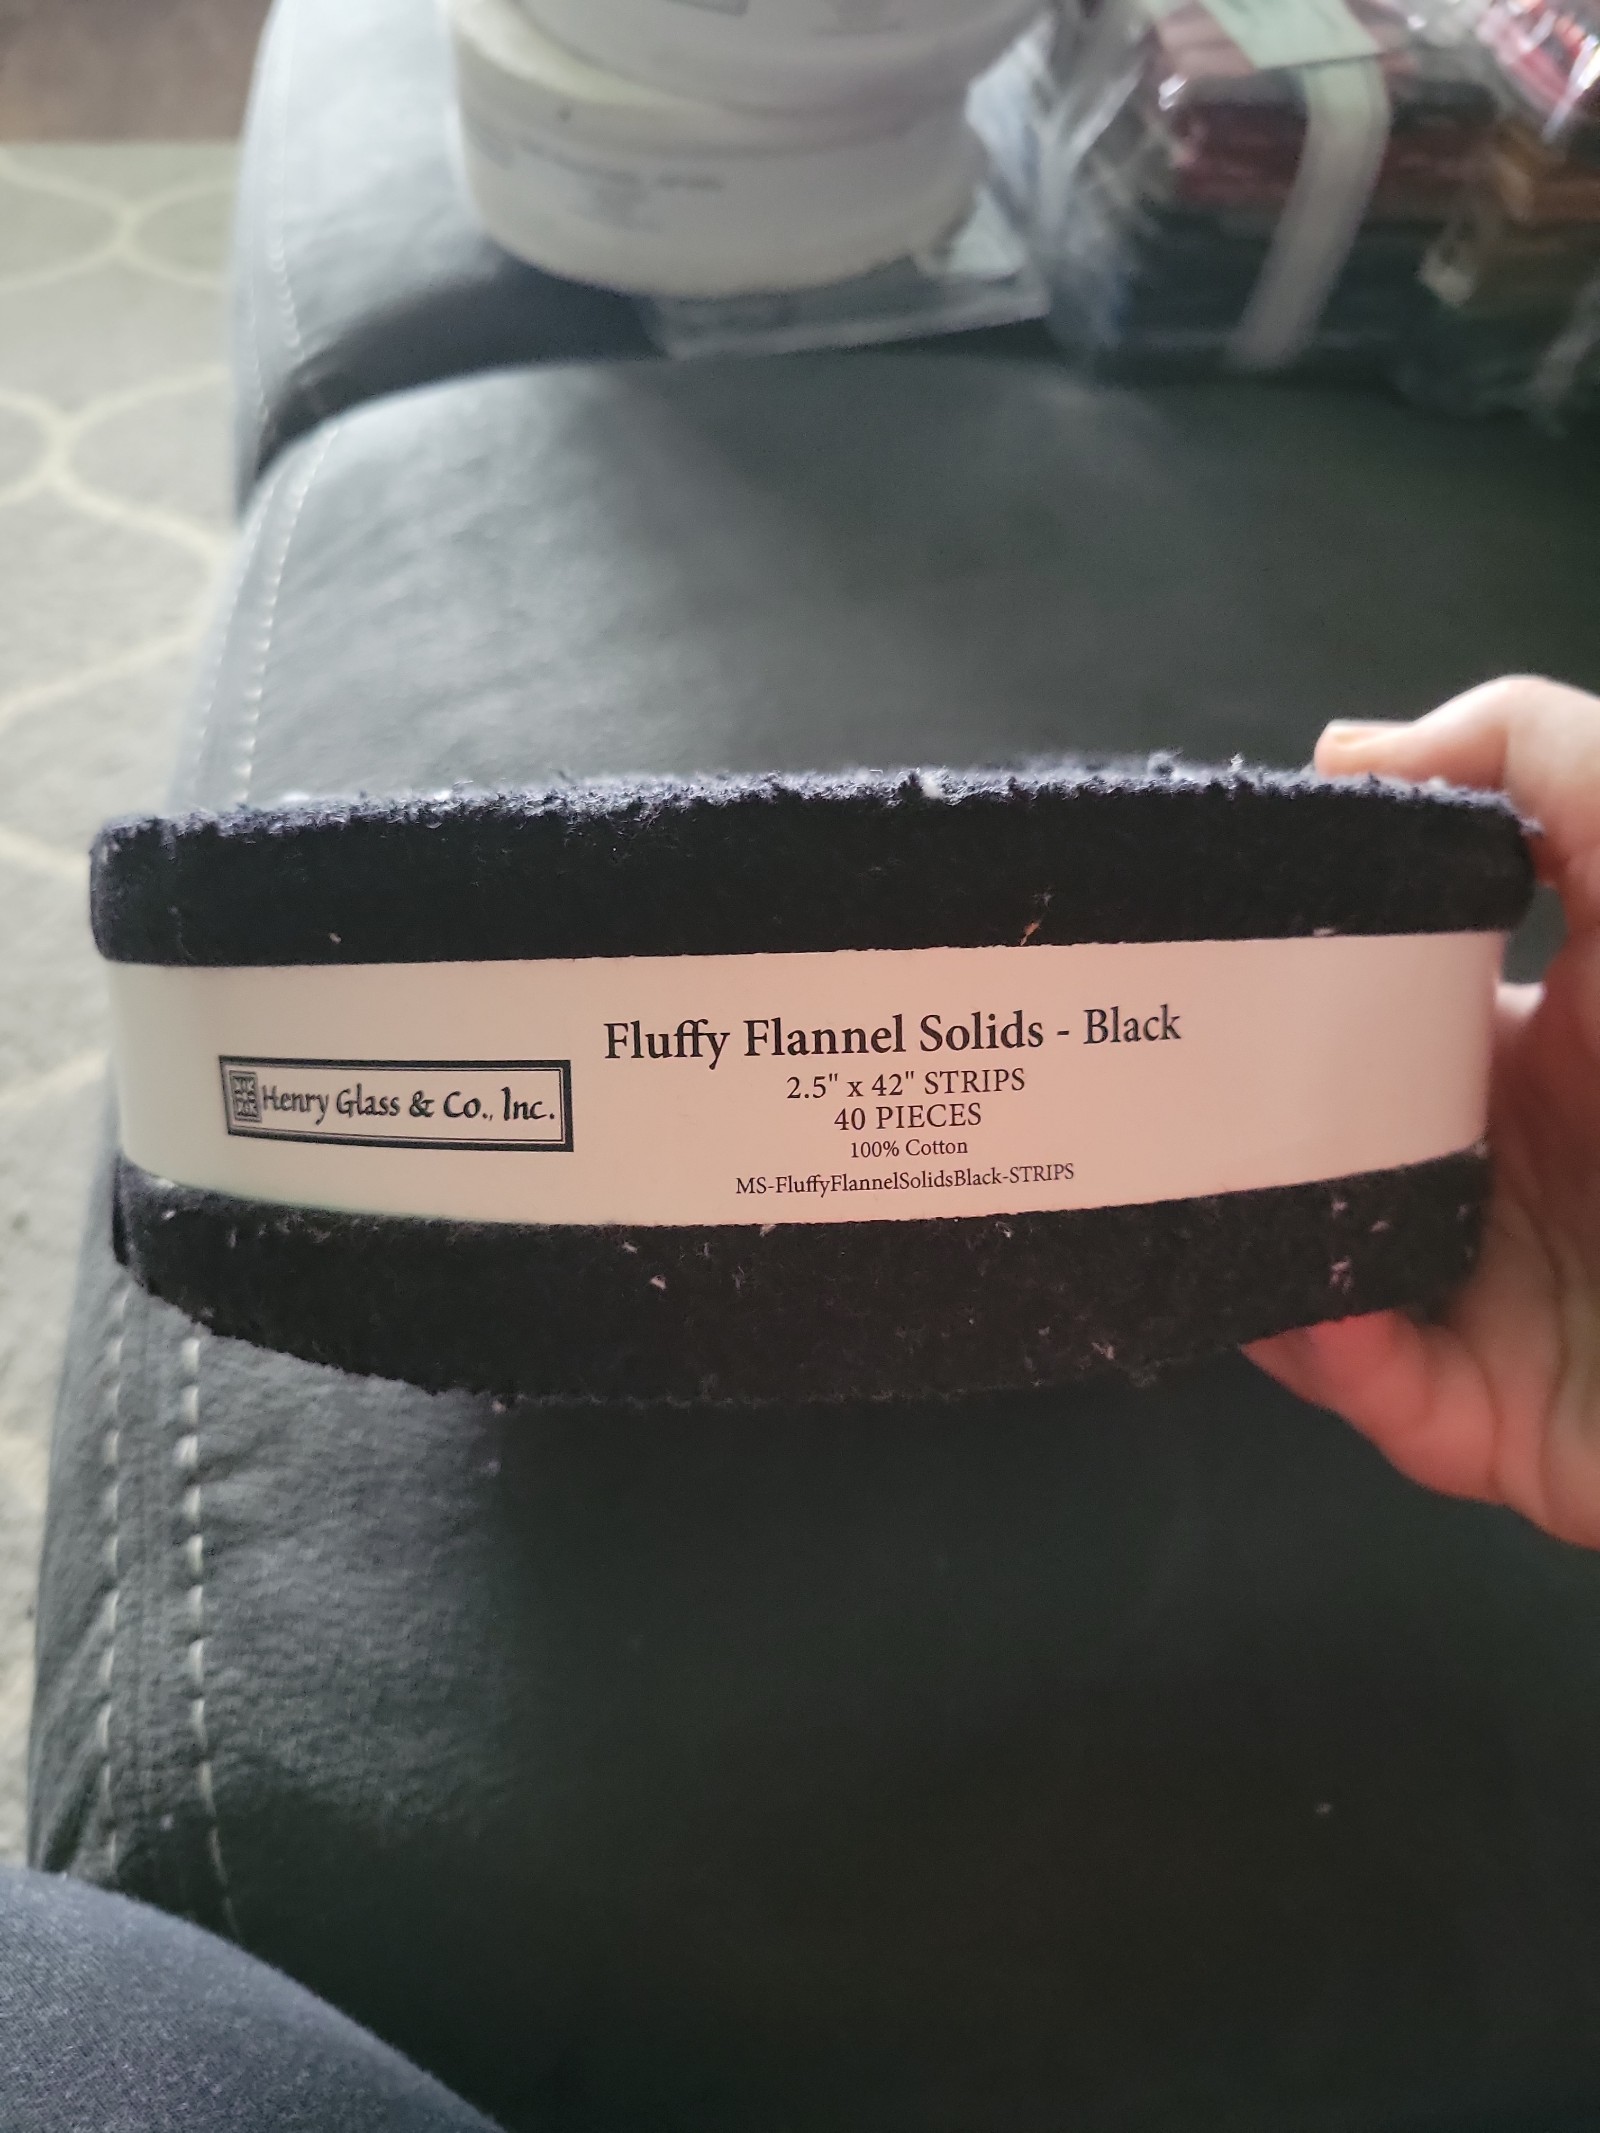 Fluffy Flannel Solids - Black
Henry Glass & Co., Inc.
2.5" x 42" STRIPS
40 PIECES
100% Cotton
MS-FluffyFlannelSolidsBlack-STRIPS